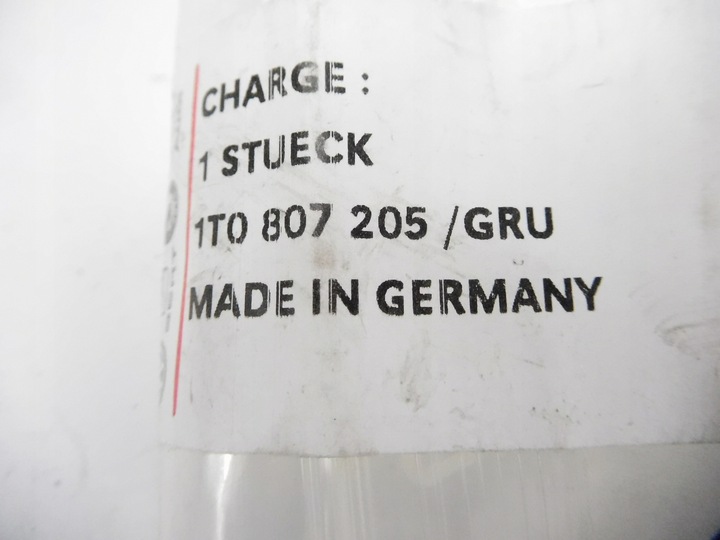 CHARGE :
1 STUECK
1T0 807 205 /GRU
MADE IN GERMANY